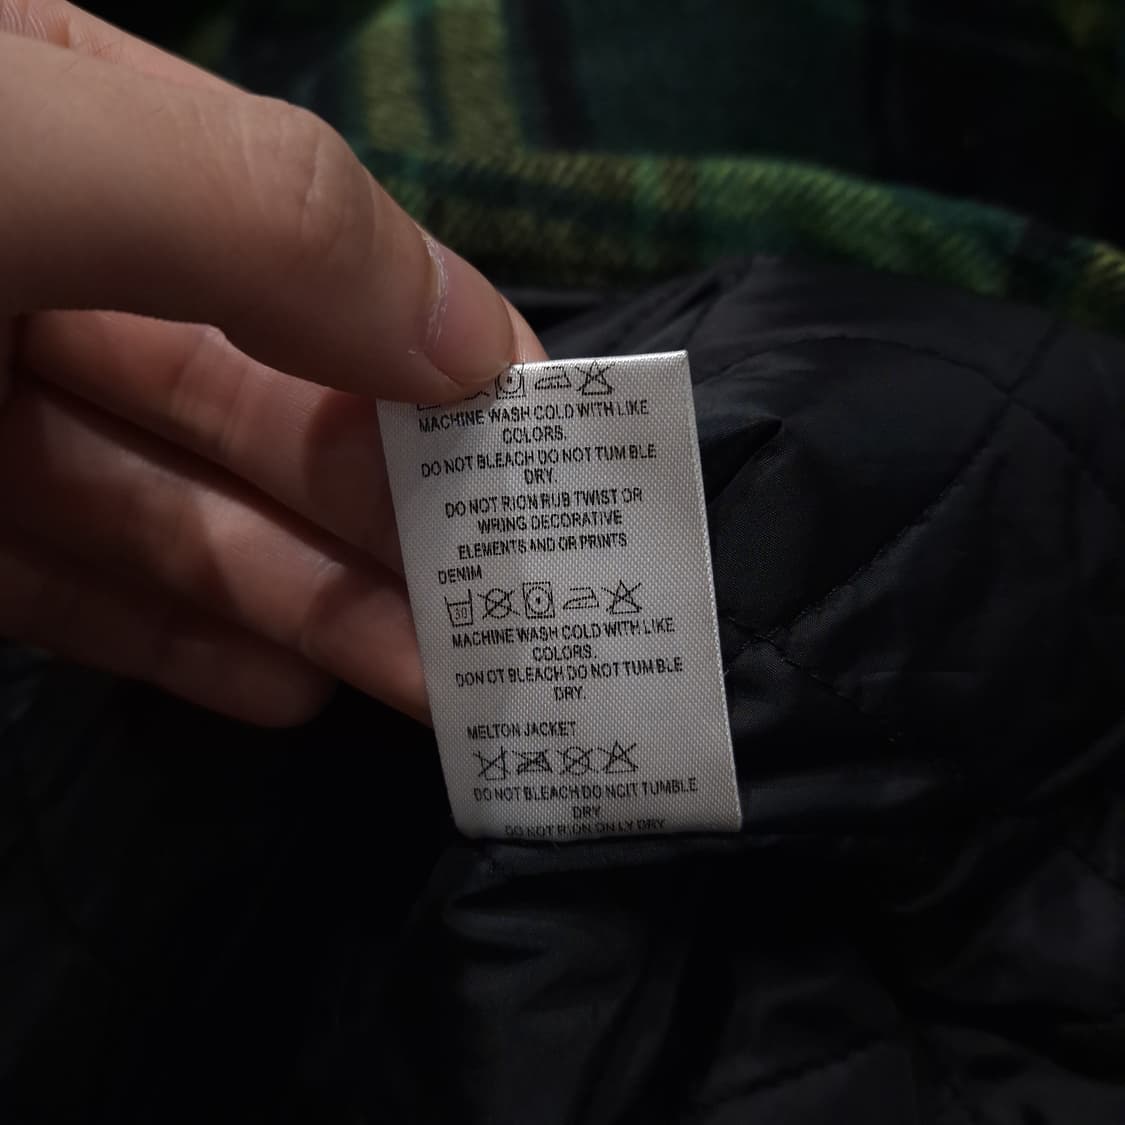 MACHINE WASH COLD WITH LIKE
COLORS.
DO NOT BLEACH DO NOT TUM BLE
DRY.
DO NOT RION RUB TWIST OR
WRING DECORATIVE
ELEMENTS AND OR PRINTS
DENIM
30
MACHINE WASH COLD WITH LIKE
COLORS.
DON OT BLEACH DO NOT TUM BLE
DRY.
MELTON JACKET
DO NOT BLEACH DO NCIT TUMBLE
DRY
DO NOT RION ON LY DRY